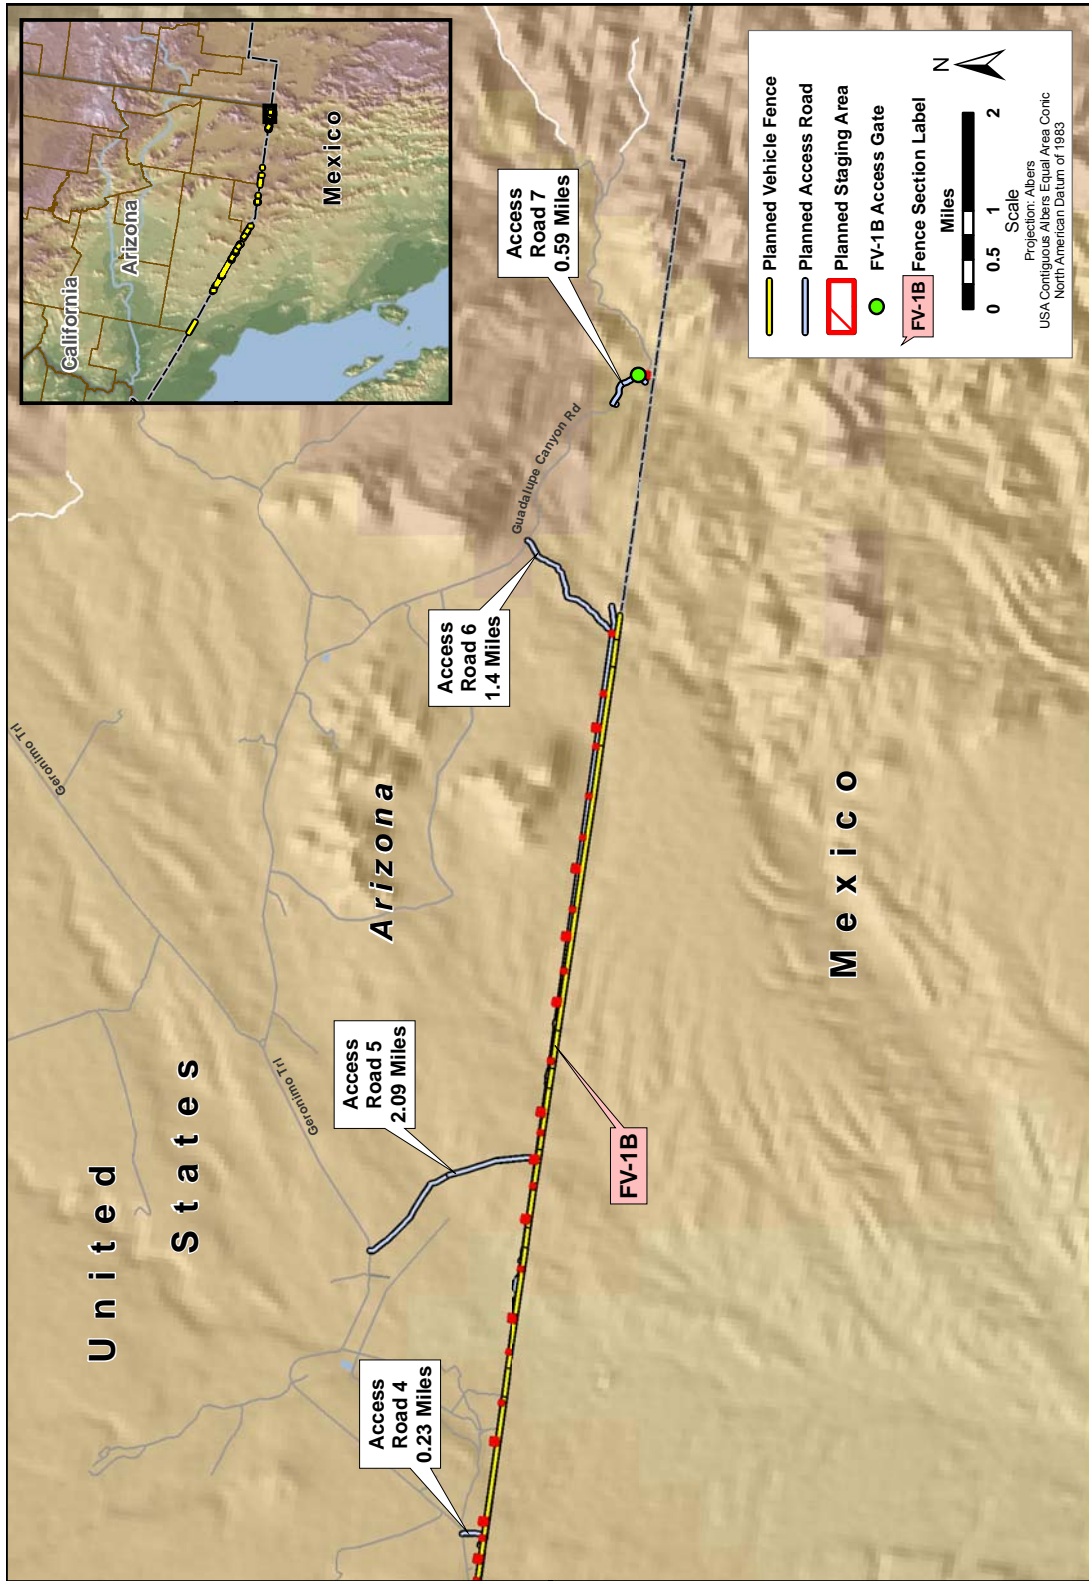 California
Arizona
Mexico
United
States
Arizona
Mexico
Geronimo Trl
Geronimo Trl
Guadalupe Canyon Rd
Access
Road 4
0.23 Miles
Access
Road 5
2.09 Miles
Access
Road 6
1.4 Miles
Access
Road 7
0.59 Miles
FV-1B
Planned Vehicle Fence
Planned Access Road
Planned Staging Area
FV-1B Access Gate
FV-1B Fence Section Label
N
Miles
0 0.5 1 2
Scale
Projection: Albers
USA Contiguous Albers Equal Area Conic
North American Datum of 1983